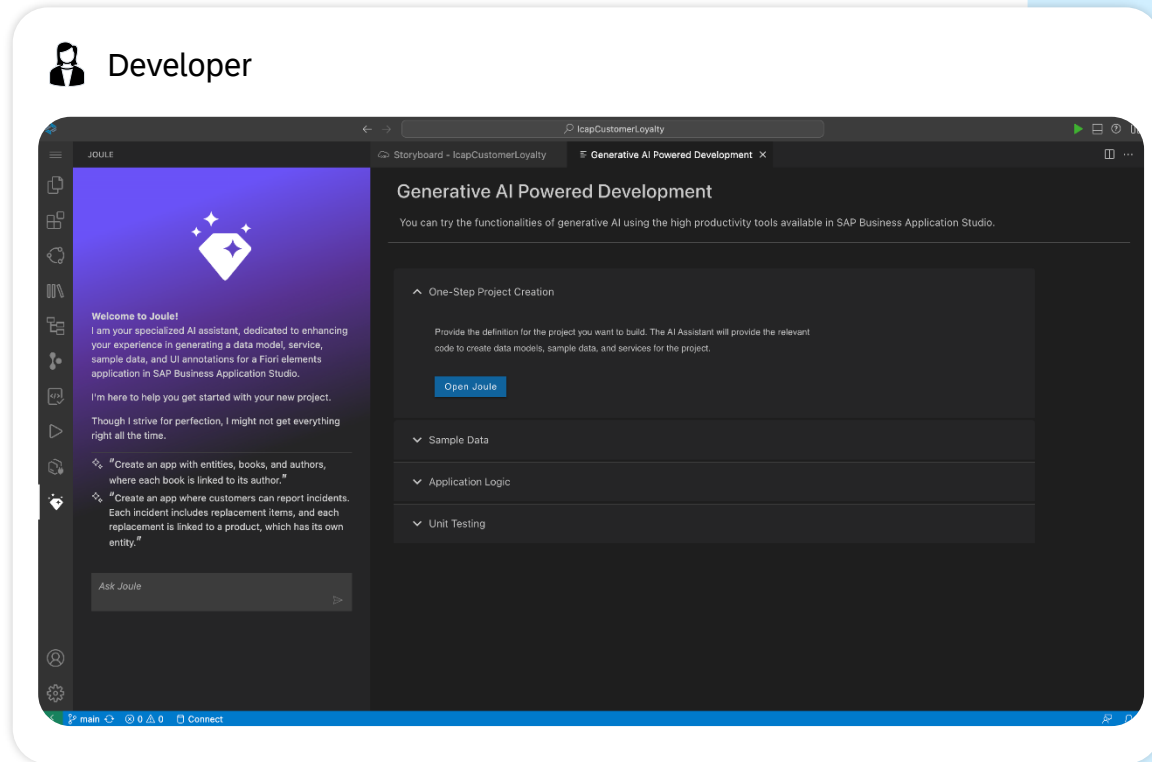 Developer
IcapCustomerLoyalty
JOULE
Storyboard - IcapCustomerLoyalty
Generative AI Powered Development
Welcome to Joule!
I am your specialized AI assistant, dedicated to enhancing
your experience in generating a data model, service,
sample data, and UI annotations for a Fiori elements
application in SAP Business Application Studio.
I'm here to help you get started with your new project.
Though I strive for perfection, I might not get everything
right all the time.
"Create an app with entities, books, and authors,
where each book is linked to its author."
"Create an app where customers can report incidents.
Each incident includes replacement items, and each
replacement is linked to a product, which has its own
entity."
Ask Joule
Generative AI Powered Development
You can try the functionalities of generative AI using the high productivity tools available in SAP Business Application Studio.
One-Step Project Creation
Provide the definition for the project you want to build. The AI Assistant will provide the relevant
code to create data models, sample data, and services for the project.
Open Joule
Sample Data
Application Logic
Unit Testing
main 0 0 Connect